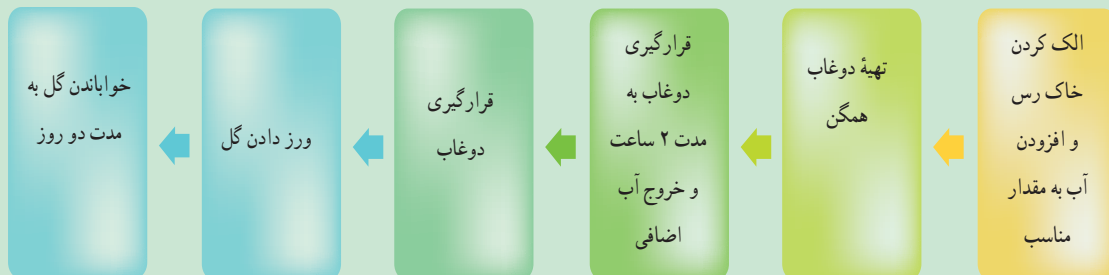 الک کردن
خاک رس
و افزودن
آب به مقدار
مناسب
تهیهٔ دوغاب
همگن
قرارگیری
دوغاب به
مدت ۲ ساعت
و خروج آب
اضافی
قرارگیری
دوغاب
ورز دادن گل
خواباندن گل به
مدت دو روز